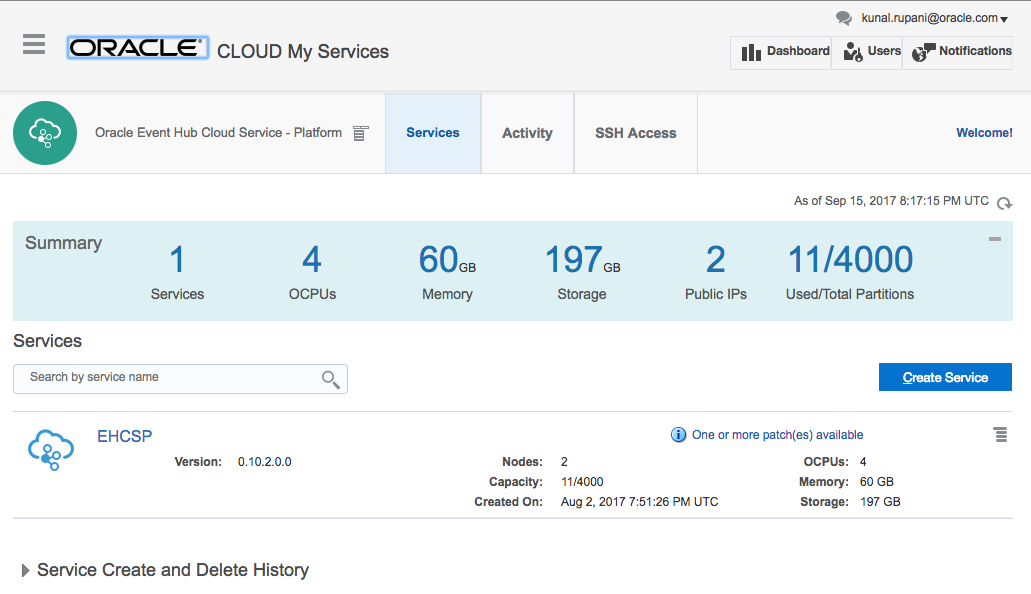 kunal.rupani@oracle.com
ORACLE® CLOUD My Services
Dashboard Users Notifications
Oracle Event Hub Cloud Service - Platform Services Activity SSH Access Welcome!
As of Sep 15, 2017 8:17:15 PM UTC
Summary
1 4 60GB 197GB 2 11/4000
Services OCPUs Memory Storage Public IPs Used/Total Partitions
Services
Search by service name
Create Service
EHCSP One or more patch(es) available
Version: 0.10.2.0.0 Nodes: 2 OCPUs: 4
Capacity: 11/4000 Memory: 60 GB
Created On: Aug 2, 2017 7:51:26 PM UTC Storage: 197 GB
Service Create and Delete History